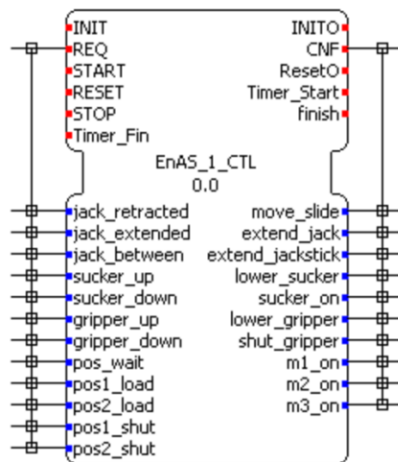 INIT INITO
REQ CNF
START ResetO
RESET Timer_Start
STOP finish
Timer_Fin
EnAS_1_CTL
0.0
jack_retracted move_slide
jack_extended extend_jack
jack_between extend_jackstick
sucker_up lower_sucker
sucker_down sucker_on
gripper_up lower_gripper
gripper_down shut_gripper
pos_wait m1_on
pos1_load m2_on
pos2_load m3_on
pos1_shut
pos2_shut